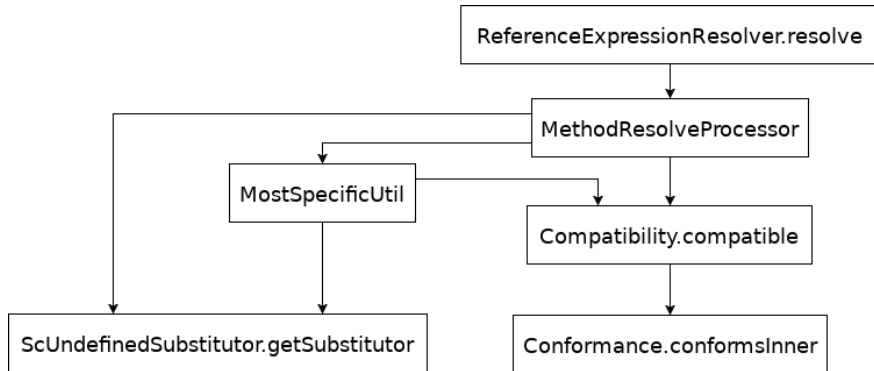 ReferenceExpressionResolver.resolve
MethodResolveProcessor
MostSpecificUtil
Compatibility.compatible
ScUndefinedSubstitutor.getSubstitutor
Conformance.conformsInner